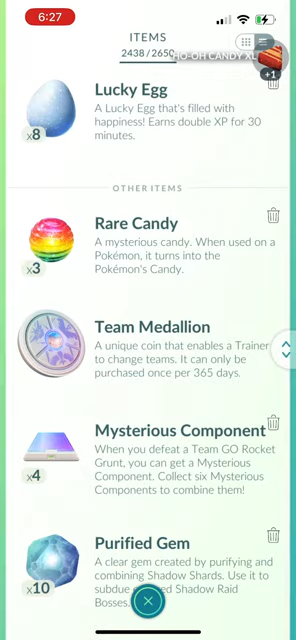 6:27
ITEMS
2438 / 2650
HO-OH CANDY XL
+1
Lucky Egg
A Lucky Egg that's filled with
happiness! Earns double XP for 30
minutes.
x8
OTHER ITEMS
Rare Candy
A mysterious candy. When used on a
Pokémon, it turns into the
Pokémon's Candy.
x3
Team Medallion
A unique coin that enables a Trainer
to change teams. It can only be
purchased once per 365 days.
Mysterious Component
When you defeat a Team GO Rocket
Grunt, you can get a Mysterious
Component. Collect six Mysterious
Components to combine them!
x4
Purified Gem
A clear gem created by purifying and
combining Shadow Shards. Use it to
subdue Shadow Raid
Bosses.
x10